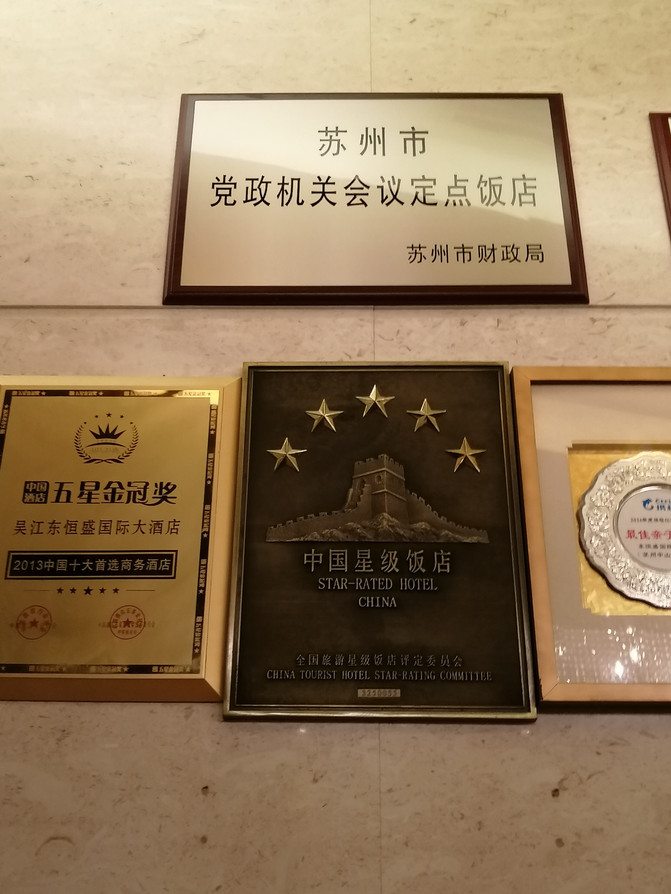 苏州市
党政机关会议定点饭店
苏州市财政局
中国
酒店
五星金冠奖
吴江东恒盛国际大酒店
2013中国十大首选商务酒店
中国星级饭店
STAR-RATED HOTEL
CHINA
全国旅游星级饭店评定委员会
CHINA TOURIST HOTEL STAR-RATING COMMITTEE
最佳亲子